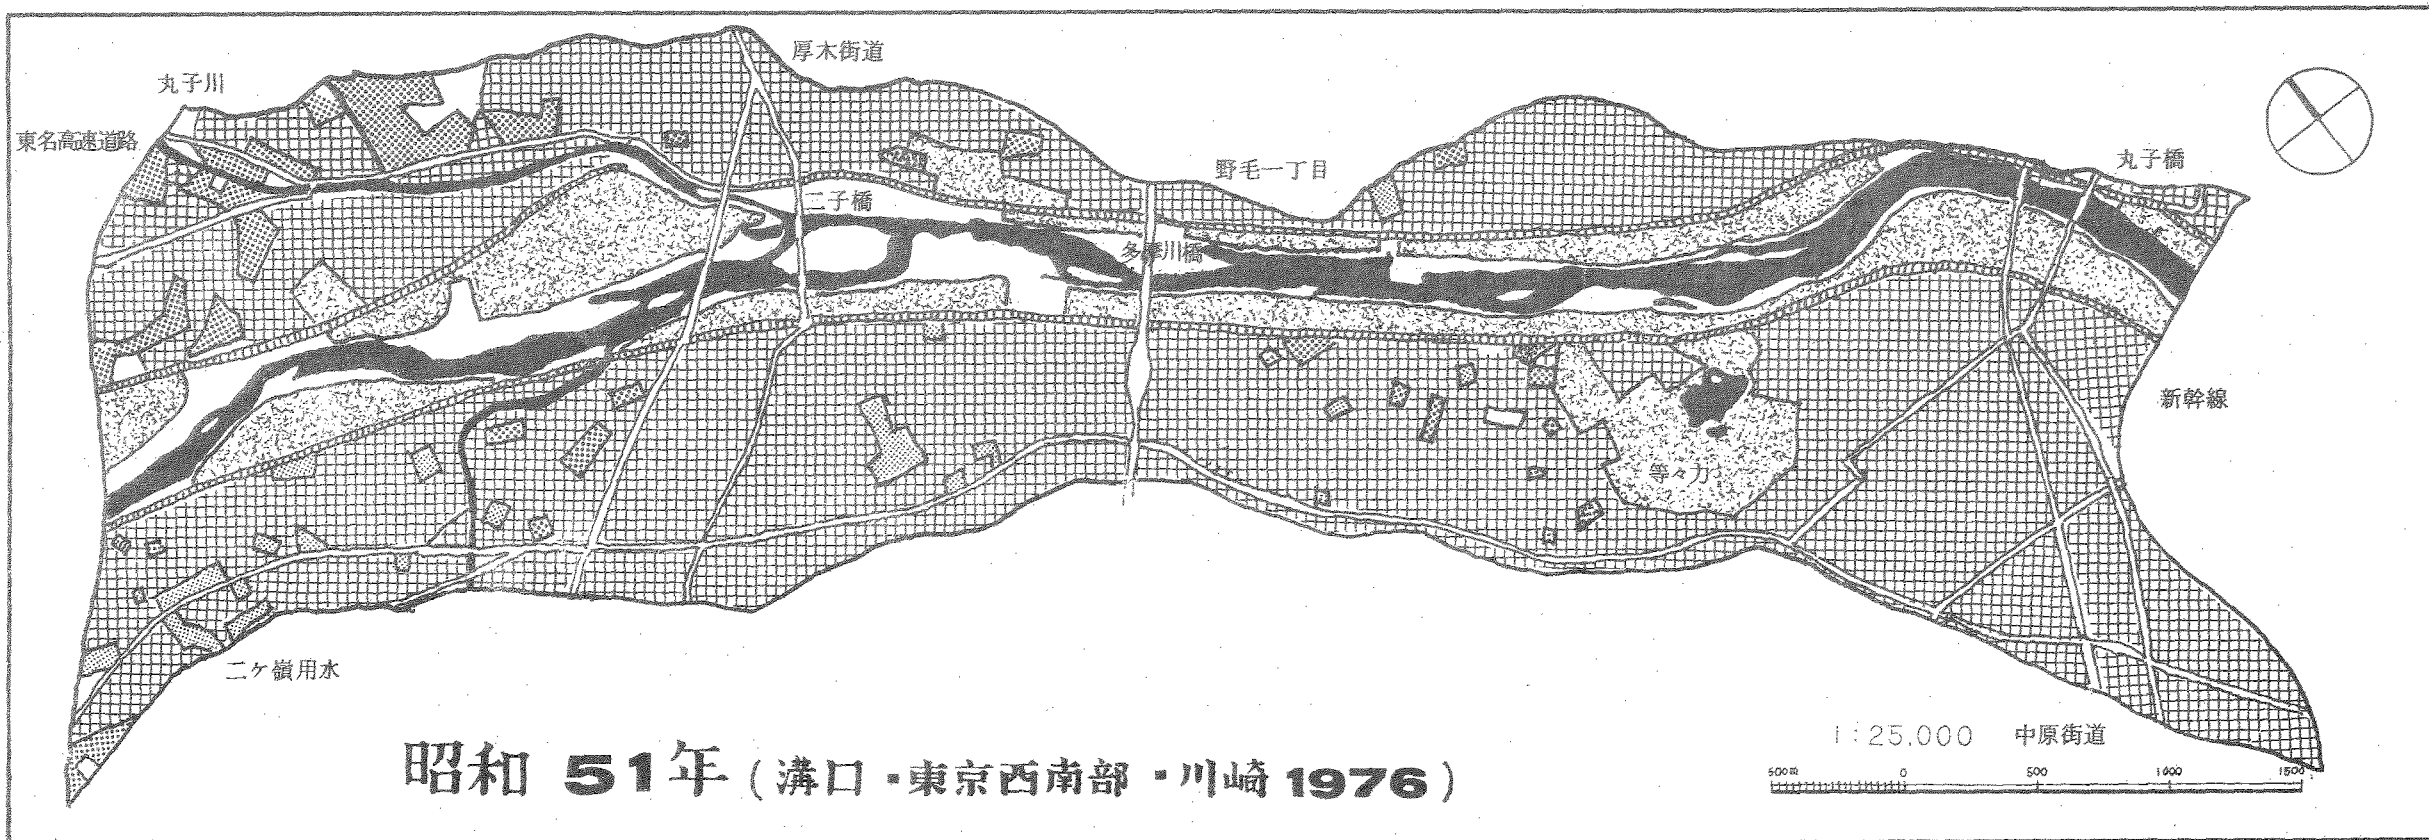 厚木街道
丸子川
東名高速道路
野毛一丁目
丸子橋
二子橋
多摩川橋
新幹線
等々力
二ケ嶺用水
1:25,000 中原街道
500m 0 500 1000 1500
昭和 51年 (溝口・東京西南部・川崎 1976)